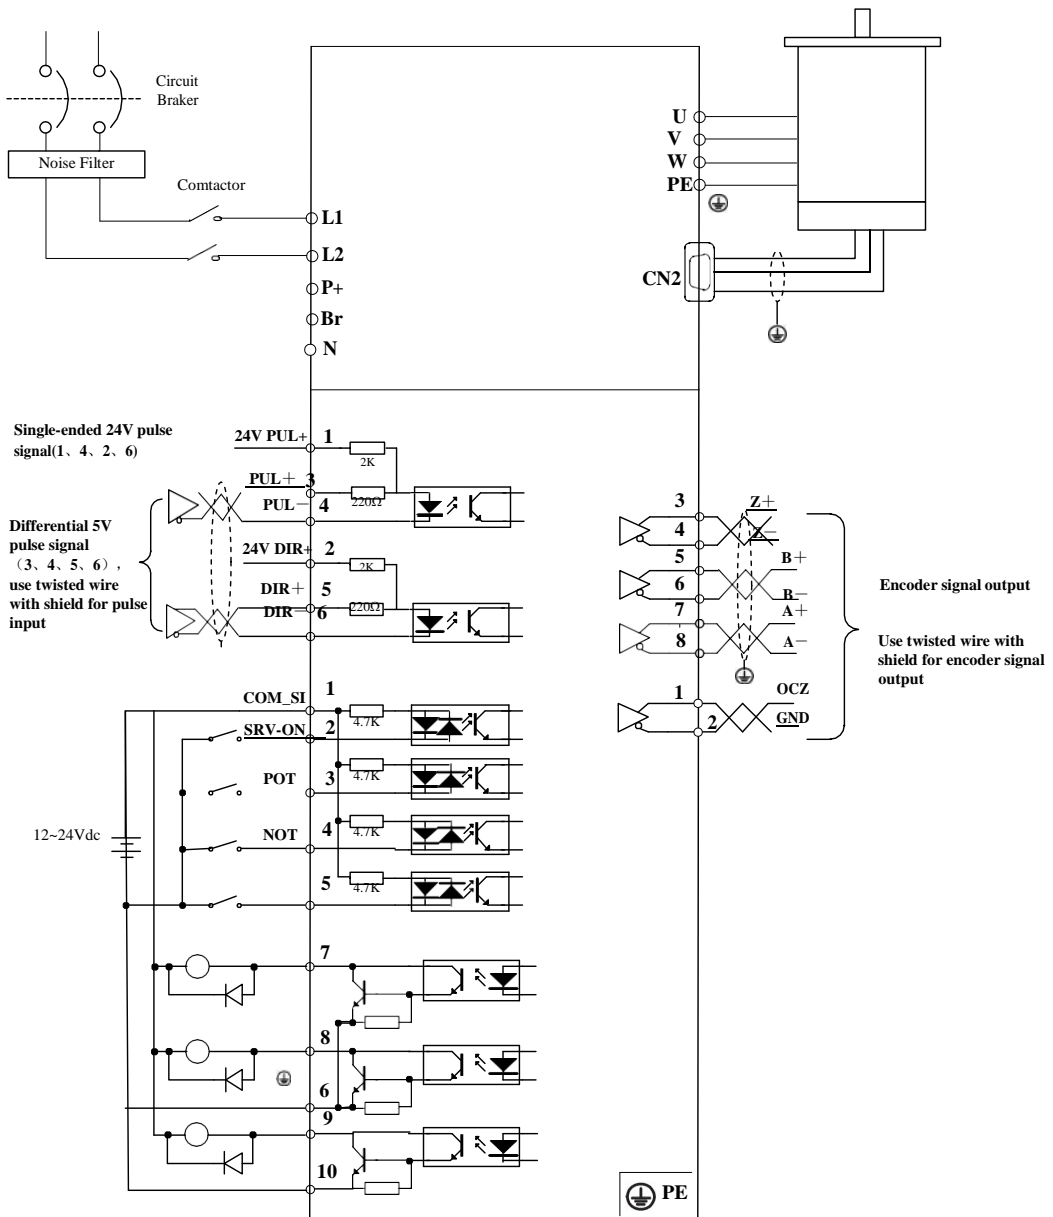 Circuit
Braker
Noise Filter
Comtactor
L1
L2
P+
Br
N
U
V
W
PE
CN2
Single-ended 24V pulse
signal(1、4、2、6)
24V PUL+ 1
2K
PUL+ 3
220Ω
PUL- 4
Differential 5V
pulse signal
（3、4、5、6）,
use twisted wire
with shield for pulse
input
24V DIR+ 2
2K
DIR+ 5
220Ω
DIR- 6
3 Z+
4 Z-
5 B+
6 B-
7 A+
8 A-
1 OCZ
2 GND
Encoder signal output
Use twisted wire with
shield for encoder signal
output
COM_SI 1
4.7K
SRV-ON 2
POT 3
4.7K
NOT 4
4.7K
5
4.7K
12~24Vdc
7
8
6
9
10
PE